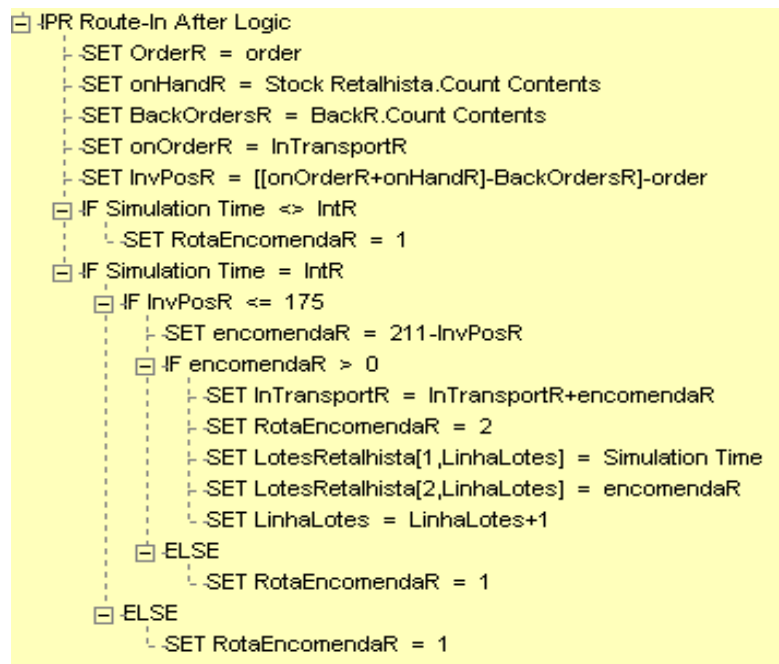 IPR Route-In After Logic
SET OrderR = order
SET onHandR = Stock Retalhista.Count Contents
SET BackOrdersR = BackR.Count Contents
SET onOrderR = InTransportR
SET InvPosR = [[onOrderR+onHandR]-BackOrdersR]-order
IF Simulation Time <> IntR
SET RotaEncomendaR = 1
IF Simulation Time = IntR
IF InvPosR <= 175
SET encomendaR = 211-InvPosR
IF encomendaR > 0
SET InTransportR = InTransportR+encomendaR
SET RotaEncomendaR = 2
SET LotesRetalhista[1,LinhaLotes] = Simulation Time
SET LotesRetalhista[2,LinhaLotes] = encomendaR
SET LinhaLotes = LinhaLotes+1
ELSE
SET RotaEncomendaR = 1
ELSE
SET RotaEncomendaR = 1